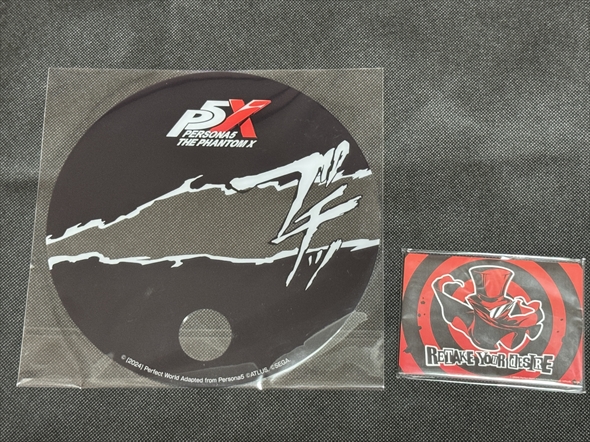 P5X
PERSONA5
THE PHANTOM X
ブチッ
© [2024] Perfect World Adapted from Persona5 ©ATLUS. ©SEGA.
RETAKE YOUR DESIRE